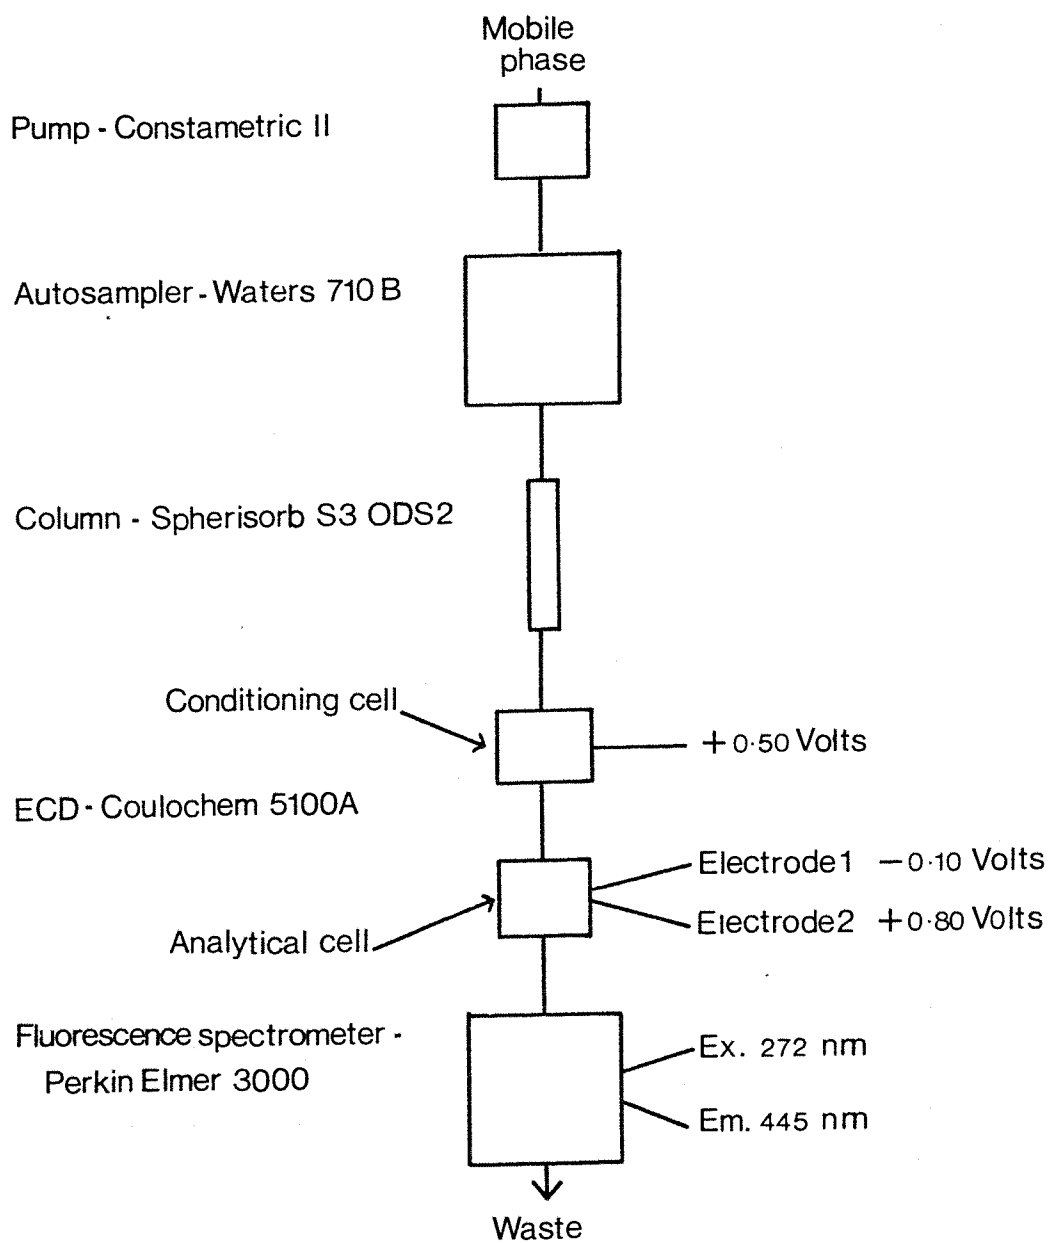 Mobile
phase
Pump - Constametric II
Autosampler - Waters 710 B
Column - Spherisorb S3 ODS2
Conditioning cell
+0·50 Volts
ECD - Coulochem 5100A
Electrode1 -0·10 Volts
Electrode2 +0·80 Volts
Analytical cell
Fluorescence spectrometer -
Perkin Elmer 3000
Ex. 272 nm
Em. 445 nm
Waste